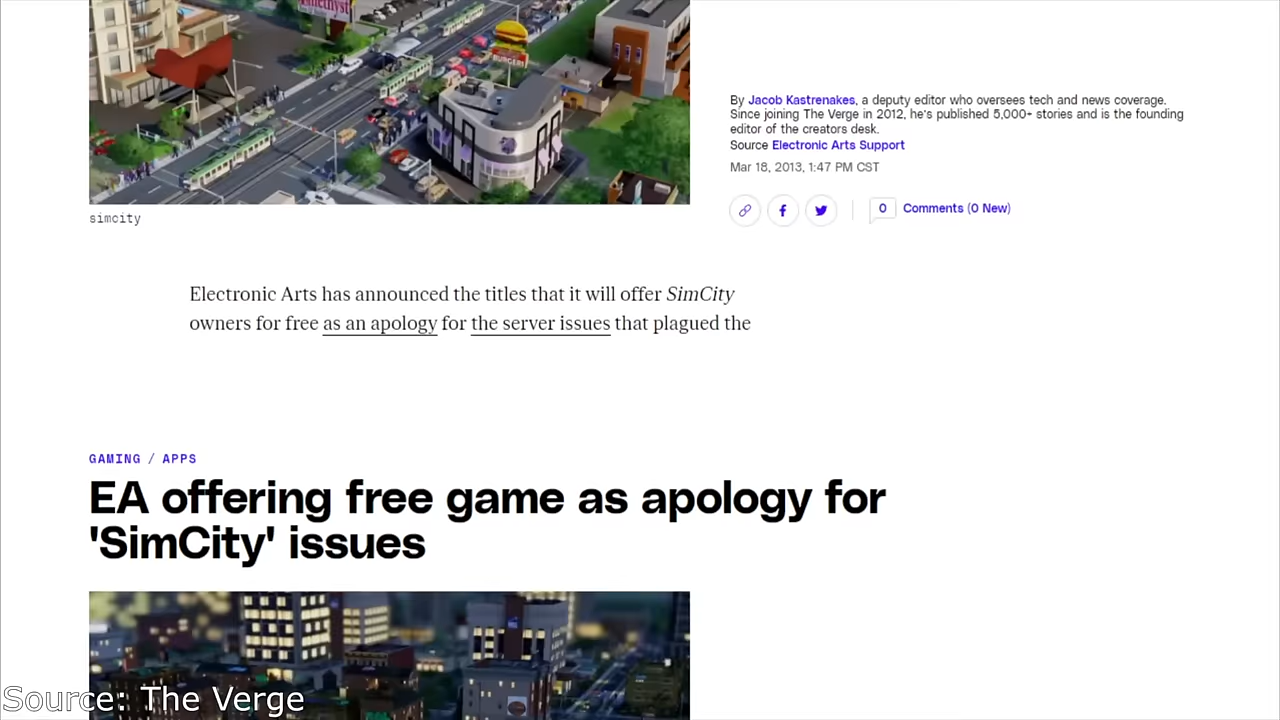 Amethyst
BURGER!
By Jacob Kastrenakes, a deputy editor who oversees tech and news coverage.
Since joining The Verge in 2012, he's published 5,000+ stories and is the founding
editor of the creators desk.
Source Electronic Arts Support
Mar 18, 2013, 1:47 PM CST
0 Comments (0 New)
simcity
Electronic Arts has announced the titles that it will offer SimCity
owners for free as an apology for the server issues that plagued the
GAMING / APPS
EA offering free game as apology for
'SimCity' issues
Source: The Verge